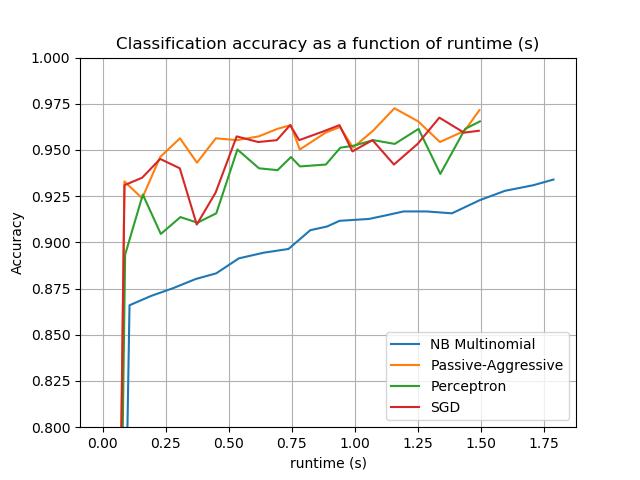 Classification accuracy as a function of runtime (s)
1.000
0.975
0.950
0.925
0.900
0.875
0.850
0.825
0.800
Accuracy
NB Multinomial
Passive-Aggressive
Perceptron
SGD
0.00 0.25 0.50 0.75 1.00 1.25 1.50 1.75
runtime (s)